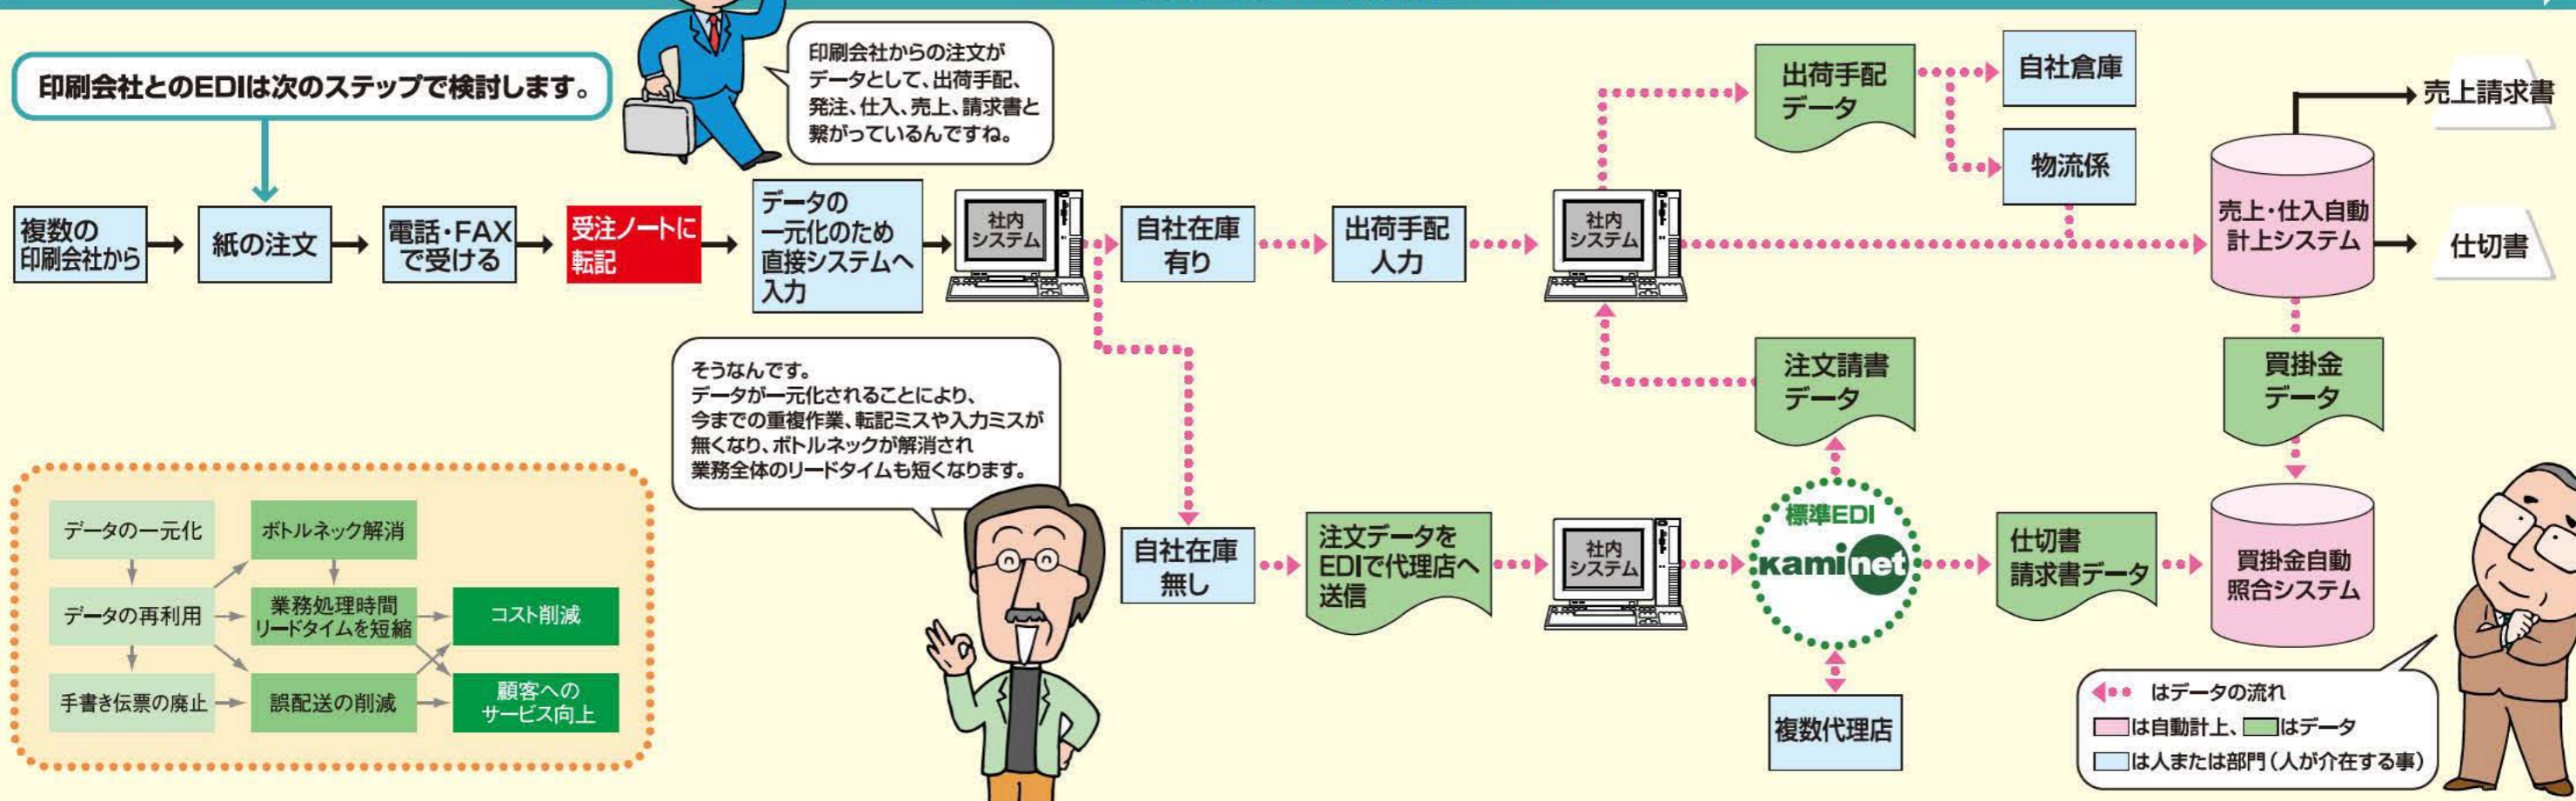 印刷会社とのEDIは次のステップで検討します。
印刷会社からの注文が
データとして、出荷手配、
発注、仕入、売上、請求書と
繋がっているんですね。
複数の
印刷会社から
紙の注文
電話・FAX
で受ける
受注ノートに
転記
データの
一元化のため
直接システムへ
入力
社内
システム
自社在庫
有り
出荷手配
入力
社内
システム
出荷手配
データ
自社倉庫
物流係
売上・仕入自動
計上システム
売上請求書
仕切書
そうなんです。
データが一元化されることにより、
今までの重複作業、転記ミスや入力ミスが
無くなり、ボトルネックが解消され
業務全体のリードタイムも短くなります。
注文請書
データ
買掛金
データ
自社在庫
無し
注文データを
EDIで代理店へ
送信
社内
システム
標準EDI
kaminet
複数代理店
仕切書
請求書データ
買掛金自動
照合システム
データの一元化
ボトルネック解消
データの再利用
業務処理時間
リードタイムを短縮
コスト削減
手書き伝票の廃止
誤配送の削減
顧客への
サービス向上
はデータの流れ
は自動計上、はデータ
は人または部門(人が介在する事)